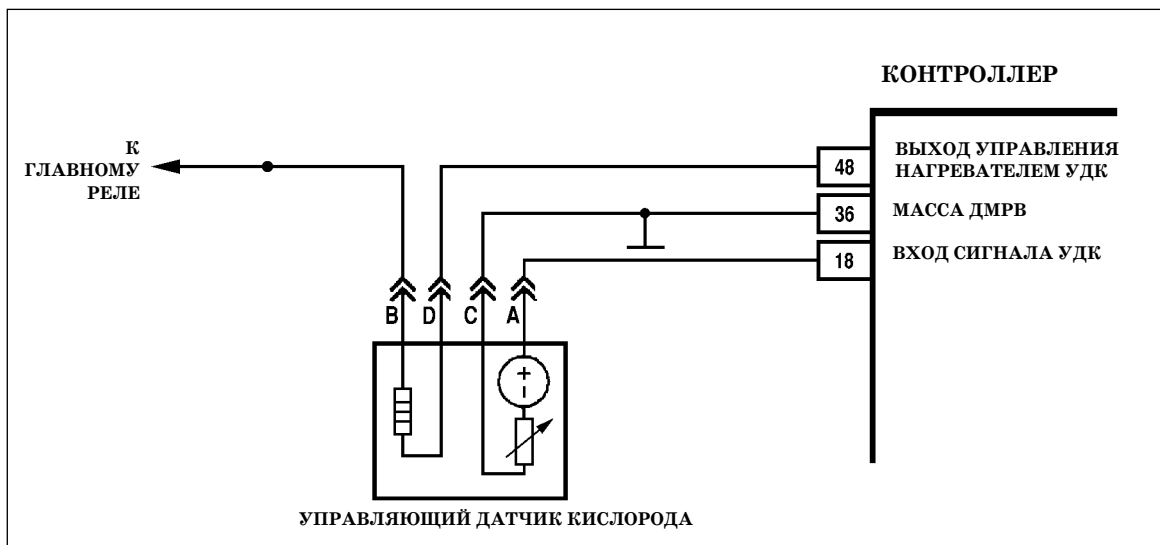 КОНТРОЛЛЕР
К
ГЛАВНОМУ
РЕЛЕ
48
ВЫХОД УПРАВЛЕНИЯ
НАГРЕВАТЕЛЕМ УДК
36
МАССА ДМРВ
18
ВХОД СИГНАЛА УДК
B D C A
+
-
УПРАВЛЯЮЩИЙ ДАТЧИК КИСЛОРОДА